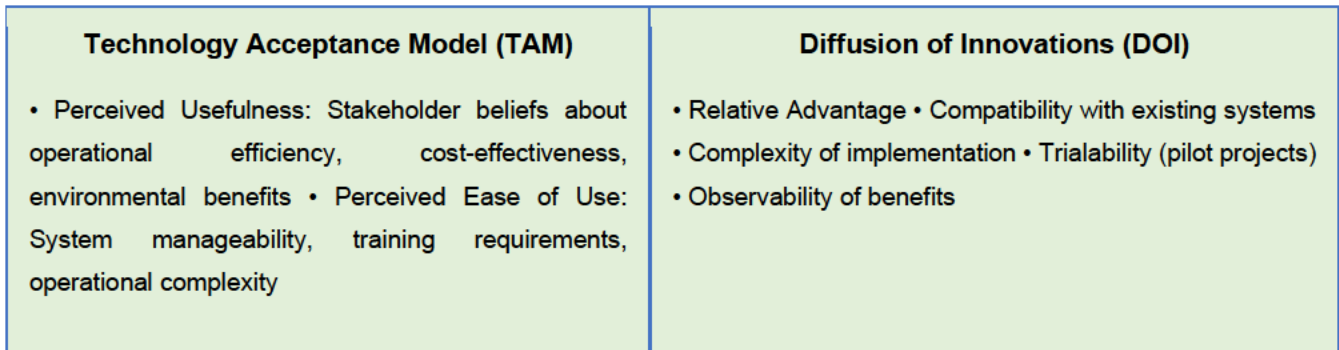 Technology Acceptance Model (TAM)
• Perceived Usefulness: Stakeholder beliefs about
operational efficiency, cost-effectiveness,
environmental benefits • Perceived Ease of Use:
System manageability, training requirements,
operational complexity
Diffusion of Innovations (DOI)
• Relative Advantage • Compatibility with existing systems
• Complexity of implementation • Trialability (pilot projects)
• Observability of benefits